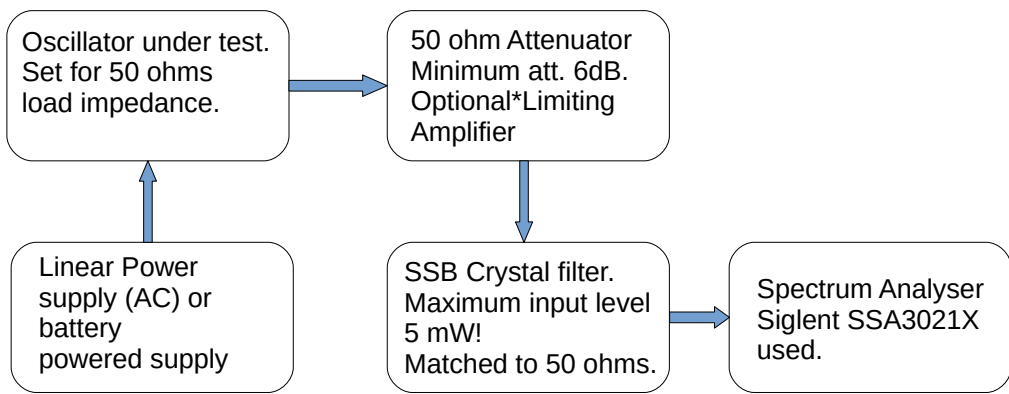 Oscillator under test.
Set for 50 ohms
load impedance.
50 ohm Attenuator
Minimum att. 6dB.
Optional*Limiting
Amplifier
Linear Power
supply (AC) or
battery
powered supply
SSB Crystal filter.
Maximum input level
5 mW!
Matched to 50 ohms.
Spectrum Analyser
Siglent SSA3021X
used.